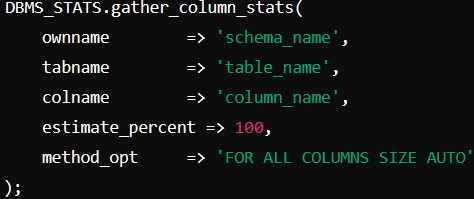 DBMS_STATS.gather_column_stats(
    ownname          => 'schema_name',
    tabname          => 'table_name',
    colname          => 'column_name',
    estimate_percent => 100,
    method_opt       => 'FOR ALL COLUMNS SIZE AUTO'
);